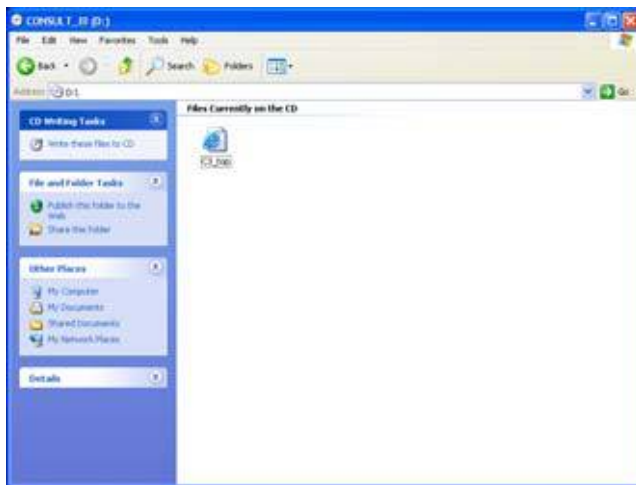 CONSULT_III (D:)
File Edit View Favorites Tools Help
Back Search Folders
Address D:\ Go
Files Currently on the CD
CD Writing Tasks
Write these files to CD
File and Folder Tasks
Publish this folder to the
Web
Share this folder
Other Places
My Computer
My Documents
Shared Documents
My Network Places
Details